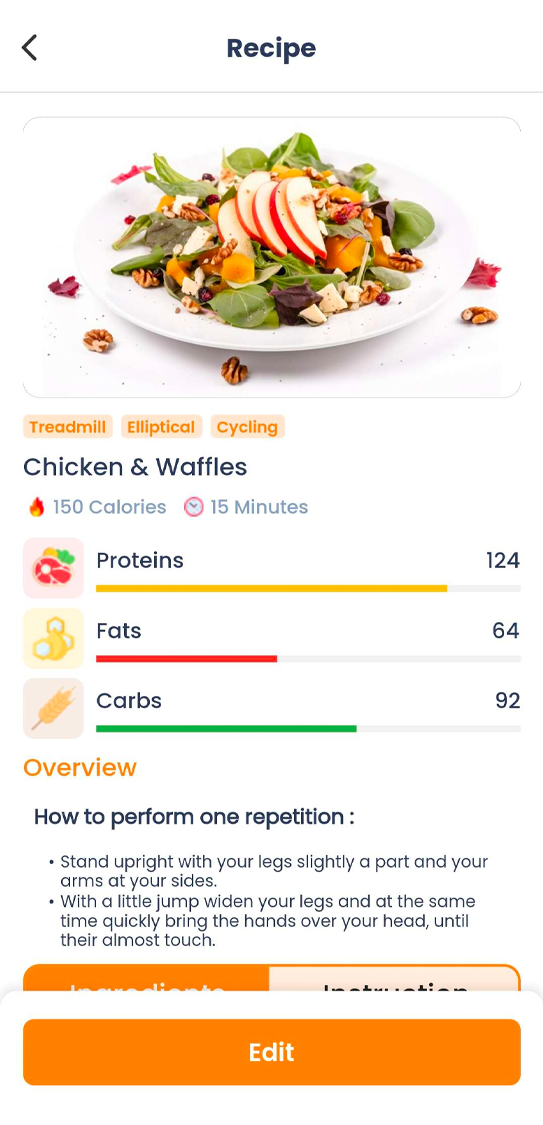 Recipe
Treadmill Elliptical Cycling
Chicken & Waffles
150 Calories 15 Minutes
Proteins 124
Fats 64
Carbs 92
Overview
How to perform one repetition :
• Stand upright with your legs slightly a part and your
arms at your sides.
• With a little jump widen your legs and at the same
time quickly bring the hands over your head, until
their almost touch.
Ingredients Instruction
Edit